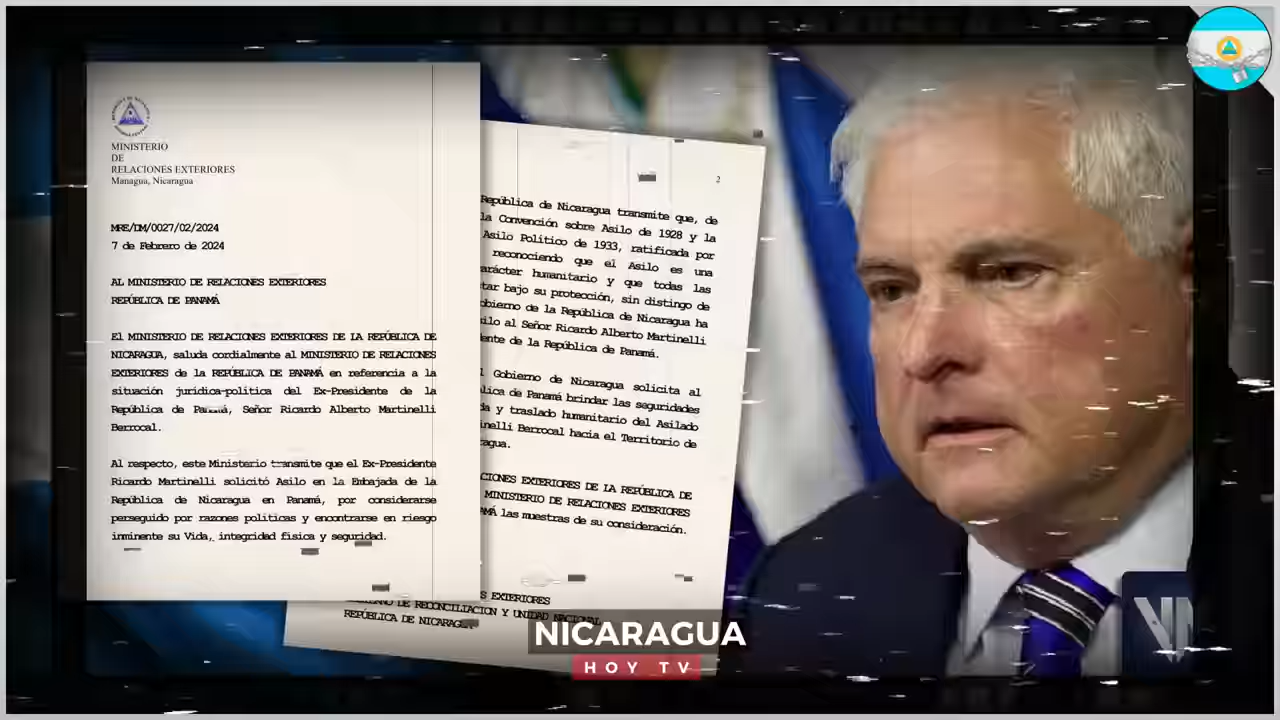 MINISTERIO
DE
RELACIONES EXTERIORES
Managua, Nicaragua
MRE/DM/0027/02/2024
7 de Febrero de 2024
AL MINISTERIO DE RELACIONES EXTERIORES
REPÚBLICA DE PANAMÁ
El MINISTERIO DE RELACIONES EXTERIORES DE LA REPÚBLICA DE
NICARAGUA, saluda cordialmente al MINISTERIO DE RELACIONES
EXTERIORES de la REPÚBLICA DE PANAMÁ en referencia a la
situación jurídica-política del Ex-Presidente de la
República de Panamá, Señor Ricardo Alberto Martinelli
Berrocal.
Al respecto, este Ministerio transmite que el Ex-Presidente
Ricardo Martinelli solicitó Asilo en la Embajada de la
República de Nicaragua en Panamá, por considerarse
perseguido por razones políticas y encontrarse en riesgo
inminente su Vida, integridad física y seguridad.
2
República de Nicaragua transmite que, de
la Convención sobre Asilo de 1928 y la
Asilo Político de 1933, ratificada por
reconociendo que el Asilo es una
carácter humanitario y que todas las
bajo su protección, sin distingo de
Gobierno de la República de Nicaragua ha
al Señor Ricardo Alberto Martinelli
de la República de Panamá.
Gobierno de Nicaragua solicita al
de Panamá brindar las seguridades
y traslado humanitario del Asilado
Berrocal hacia el Territorio de
EXTERIORES DE LA REPÚBLICA DE
MINISTERIO DE RELACIONES EXTERIORES
las muestras de su consideración.
EXTERIORES
DE RECONCILIACION Y UNIDAD NACIONAL
REPÚBLICA DE NICARAGUA
NICARAGUA
HOY TV